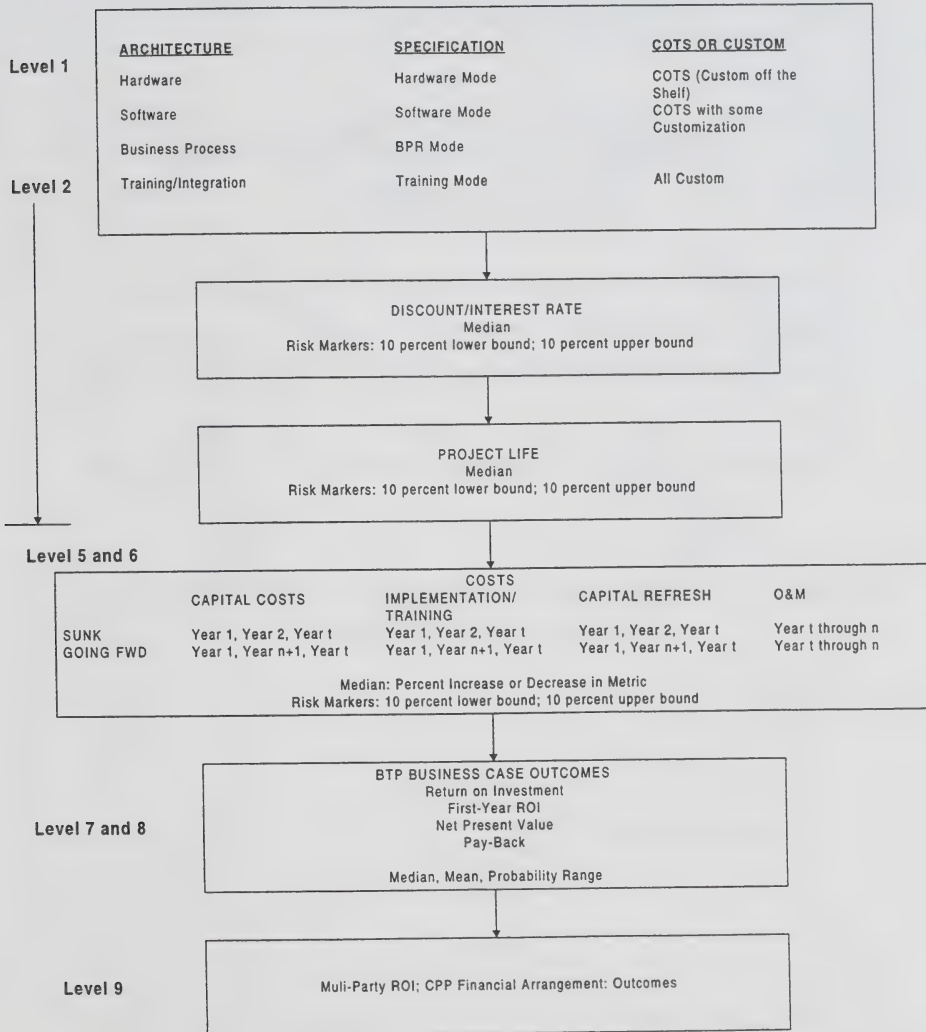 Level 1
ARCHITECTURE SPECIFICATION COTS OR CUSTOM
Hardware Hardware Mode COTS (Custom off the
Shelf)
Software Software Mode COTS with some
Customization
Business Process BPR Mode
Level 2
Training/Integration Training Mode All Custom
DISCOUNT/INTEREST RATE
Median
Risk Markers: 10 percent lower bound; 10 percent upper bound
PROJECT LIFE
Median
Risk Markers: 10 percent lower bound; 10 percent upper bound
Level 5 and 6
COSTS
CAPITAL COSTS IMPLEMENTATION/ CAPITAL REFRESH O&M
TRAINING
SUNK Year 1, Year 2, Year t Year 1, Year 2, Year t Year 1, Year 2, Year t Year t through n
GOING FWD Year 1, Year n+1, Year t Year 1, Year n+1, Year t Year 1, Year n+1, Year t Year t through n
Median: Percent Increase or Decrease in Metric
Risk Markers: 10 percent lower bound; 10 percent upper bound
BTP BUSINESS CASE OUTCOMES
Return on Investment
First-Year ROI
Level 7 and 8
Net Present Value
Pay-Back
Median, Mean, Probability Range
Level 9
Muli-Party ROI; CPP Financial Arrangement: Outcomes